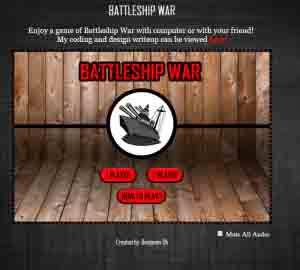 BATTLESHIP WAR
Enjoy a game of Battleship War with computer or with your friend!
My coding and design writeup can be viewed here!
BATTLESHIP WAR
1 PLAYER
2 PLAYER
HOW TO PLAY?
Mute All Audio
Created by: Benjamin Oh